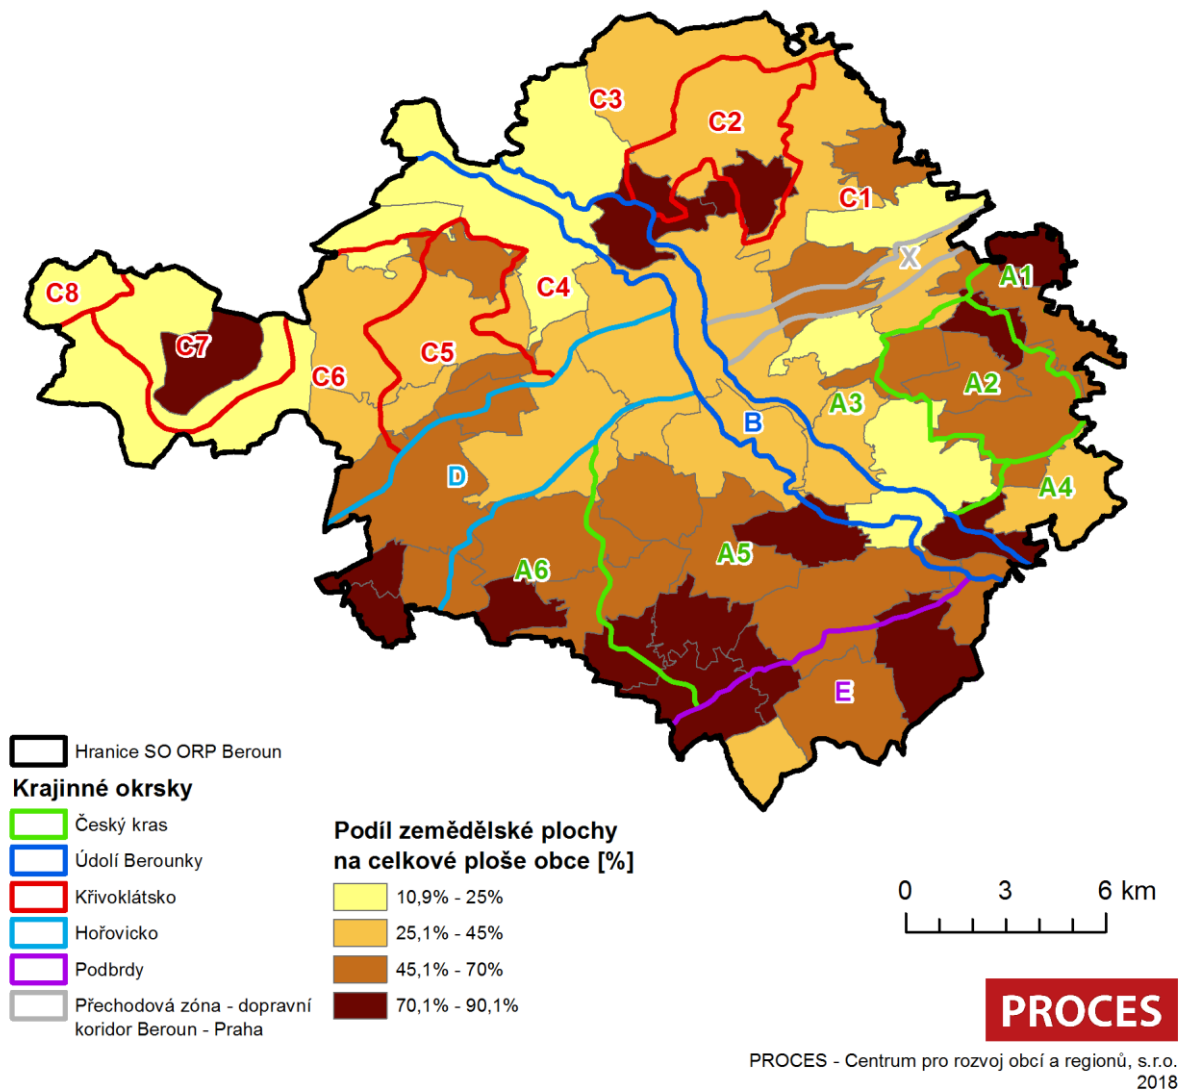 C3
C2
C1
X
A1
C4
C8
C7
C5
C6
A2
A3
B
D
A4
A5
A6
E
Hranice SO ORP Beroun
Krajinné okrsky
Český kras
Údolí Berounky
Křivoklátsko
Hořovicko
Podbrdy
Přechodová zóna - dopravní
koridor Beroun - Praha
Podíl zemědělské plochy
na celkové ploše obce [%]
10,9% - 25%
25,1% - 45%
45,1% - 70%
70,1% - 90,1%
0 3 6 km
PROCES
PROCES - Centrum pro rozvoj obcí a regionů, s.r.o.
2018